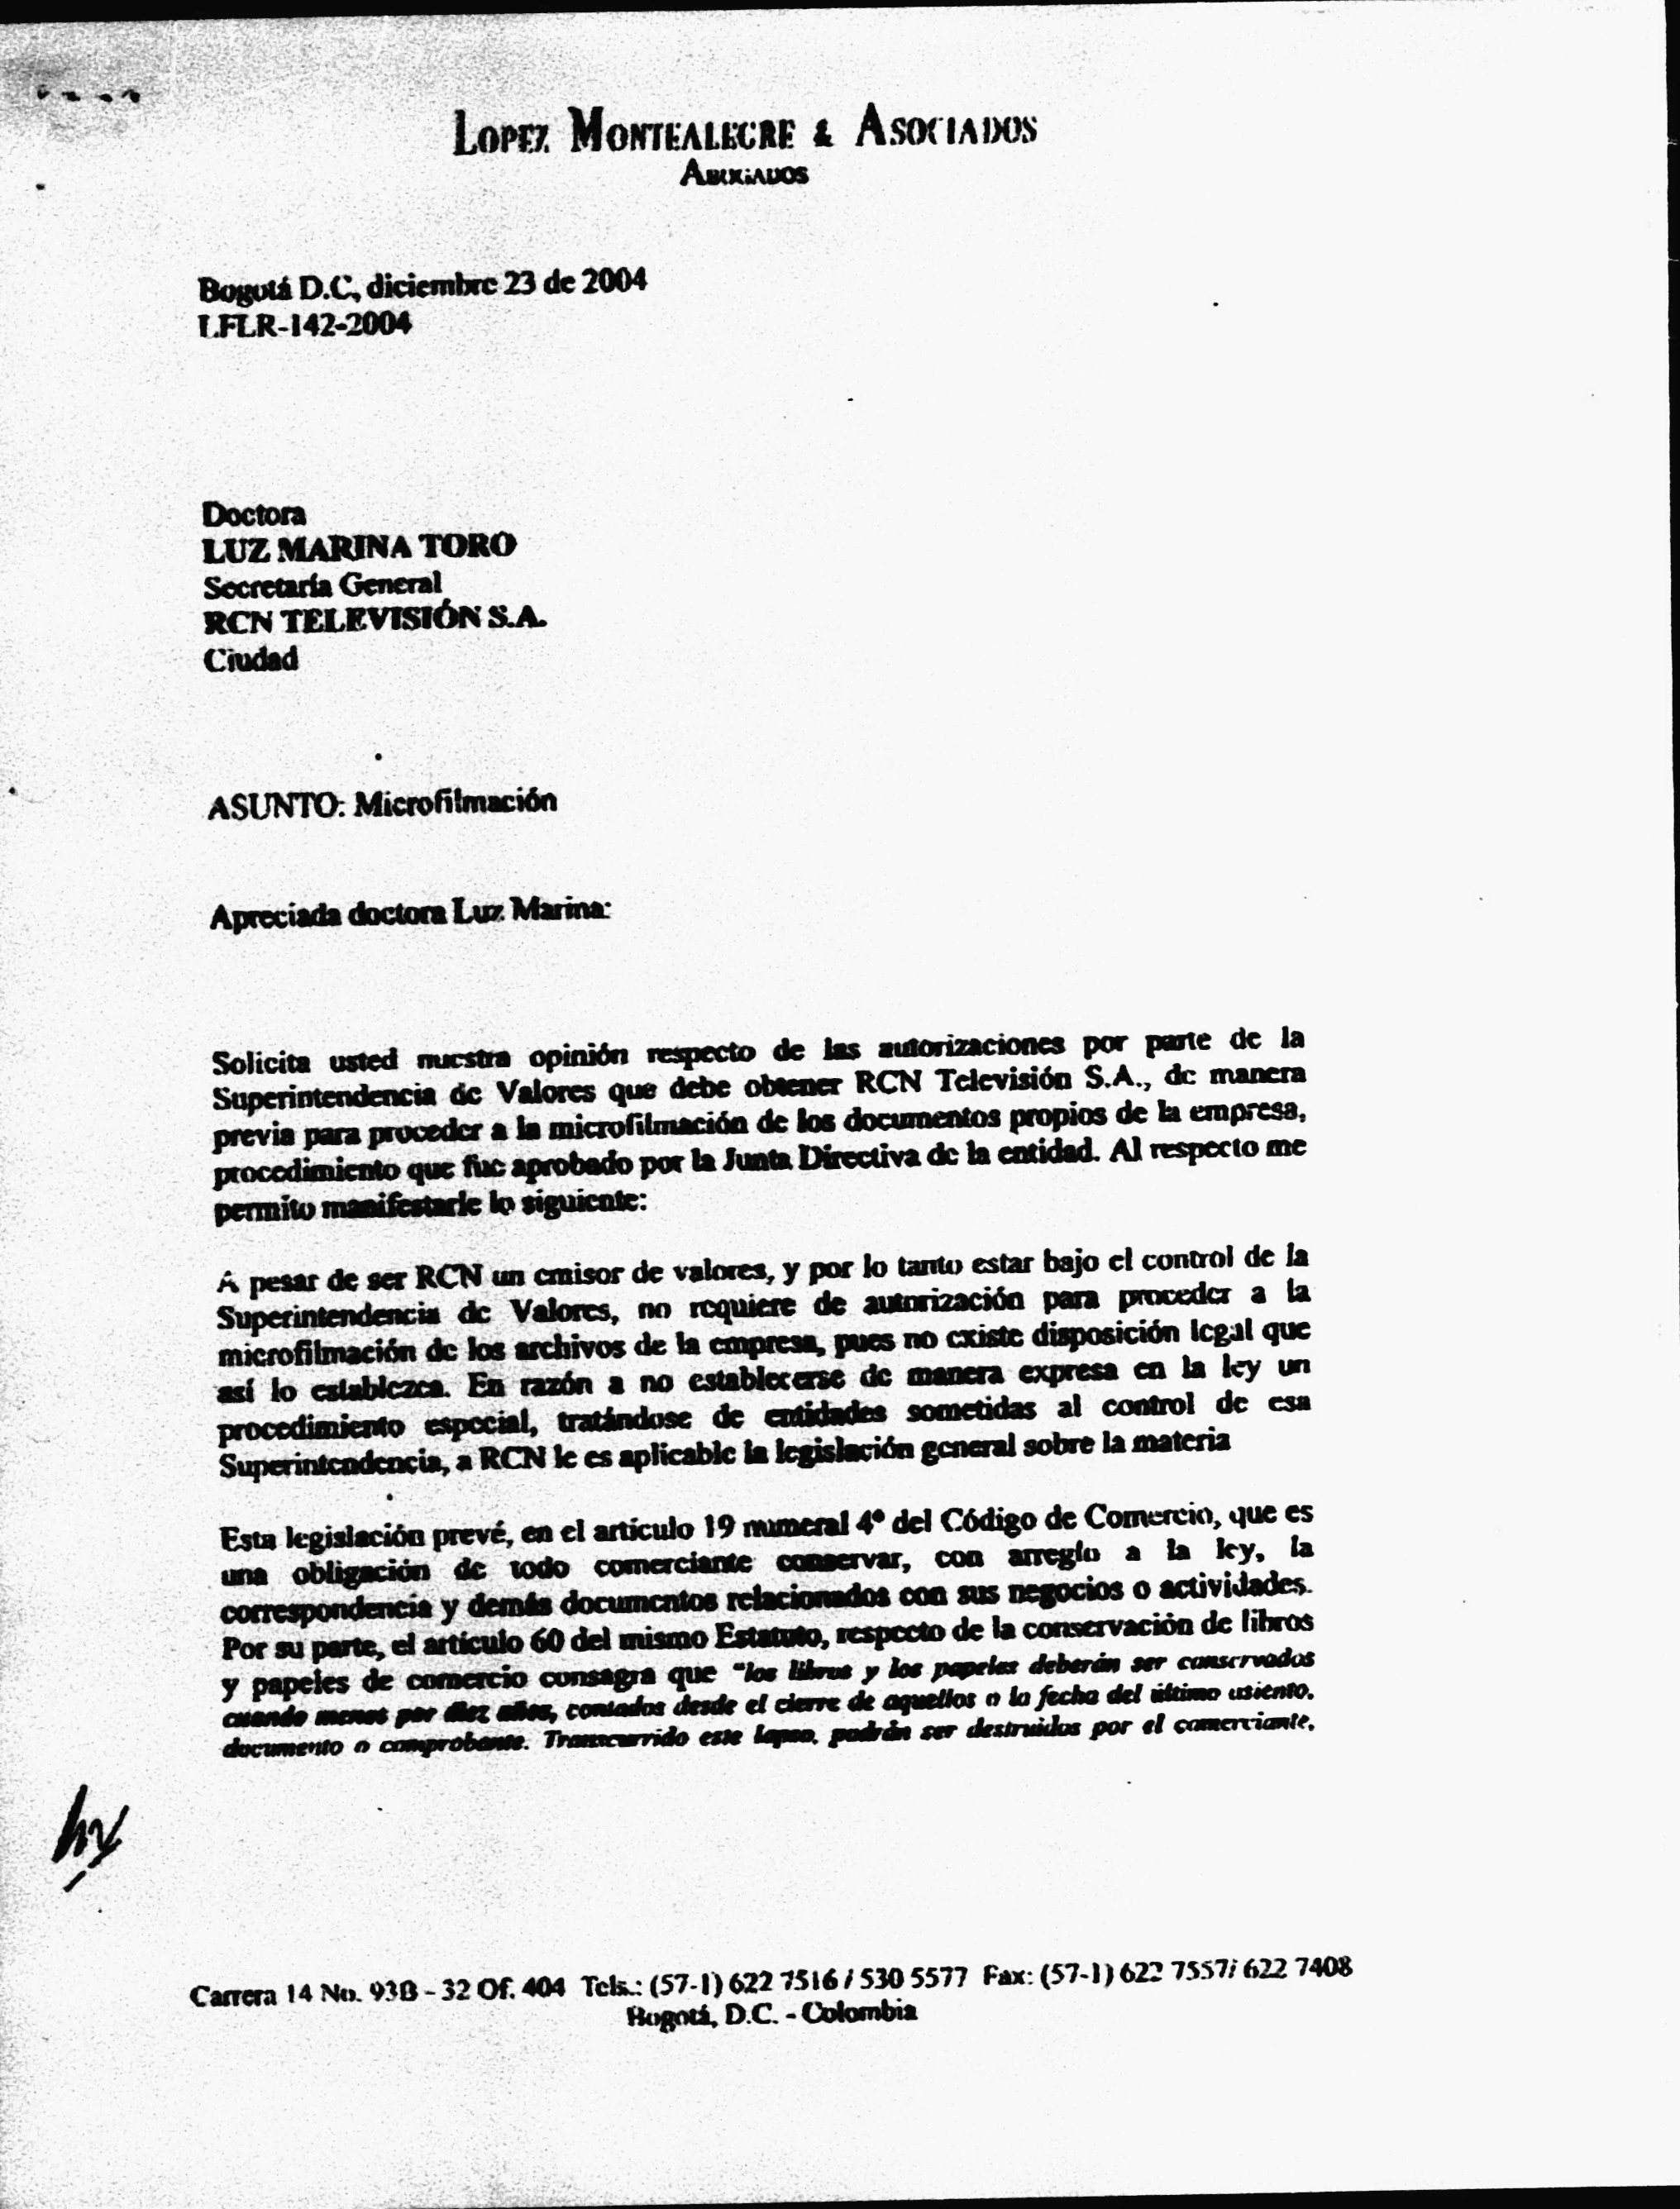 LOPEZ MONTEALEGRE & ASOCIADOS
ABOGADOS
Bogotá D.C, diciembre 23 de 2004
LFLR-142-2004
Doctora
LUZ MARINA TORO
Secretaría General
RCN TELEVISIÓN S.A.
Ciudad
ASUNTO: Microfilmación
Apreciada doctora Luz Marina:
Solicita usted nuestra opinión respecto de las autorizaciones por parte de la
Superintendencia de Valores que debe obtener RCN Televisión S.A., de manera
previa para proceder a la microfilmación de los documentos propios de la empresa,
procedimiento que fue aprobado por la Junta Directiva de la entidad. Al respecto me
permito manifestarle lo siguiente:
A pesar de ser RCN un emisor de valores, y por lo tanto estar bajo el control de la
Superintendencia de Valores, no requiere de autorización para proceder a la
microfilmación de los archivos de la empresa, pues no existe disposición legal que
así lo establezca. En razón a no establecerse de manera expresa en la ley un
procedimiento especial, tratándose de entidades sometidas al control de esa
Superintendencia, a RCN le es aplicable la legislación general sobre la materia
Esta legislación prevé, en el artículo 19 numeral 4° del Código de Comercio, que es
una obligación de todo comerciante conservar, con arreglo a la ley, la
correspondencia y demás documentos relacionados con sus negocios o actividades.
Por su parte, el artículo 60 del mismo Estatuto, respecto de la conservación de libros
y papeles de comercio consagra que "los libros y los papeles deberán ser conservados
cuando menos por diez años, contados desde el cierre de aquellos o la fecha del último asiento,
documento o comprobante. Transcurrido este lapso, podrán ser destruidos por el comerciante,
Carrera 14 No. 93B - 32 Of. 404 Tels.: (57-1) 622 7516 / 530 5577 Fax: (57-1) 622 7557/ 622 7408
Bogotá, D.C. - Colombia